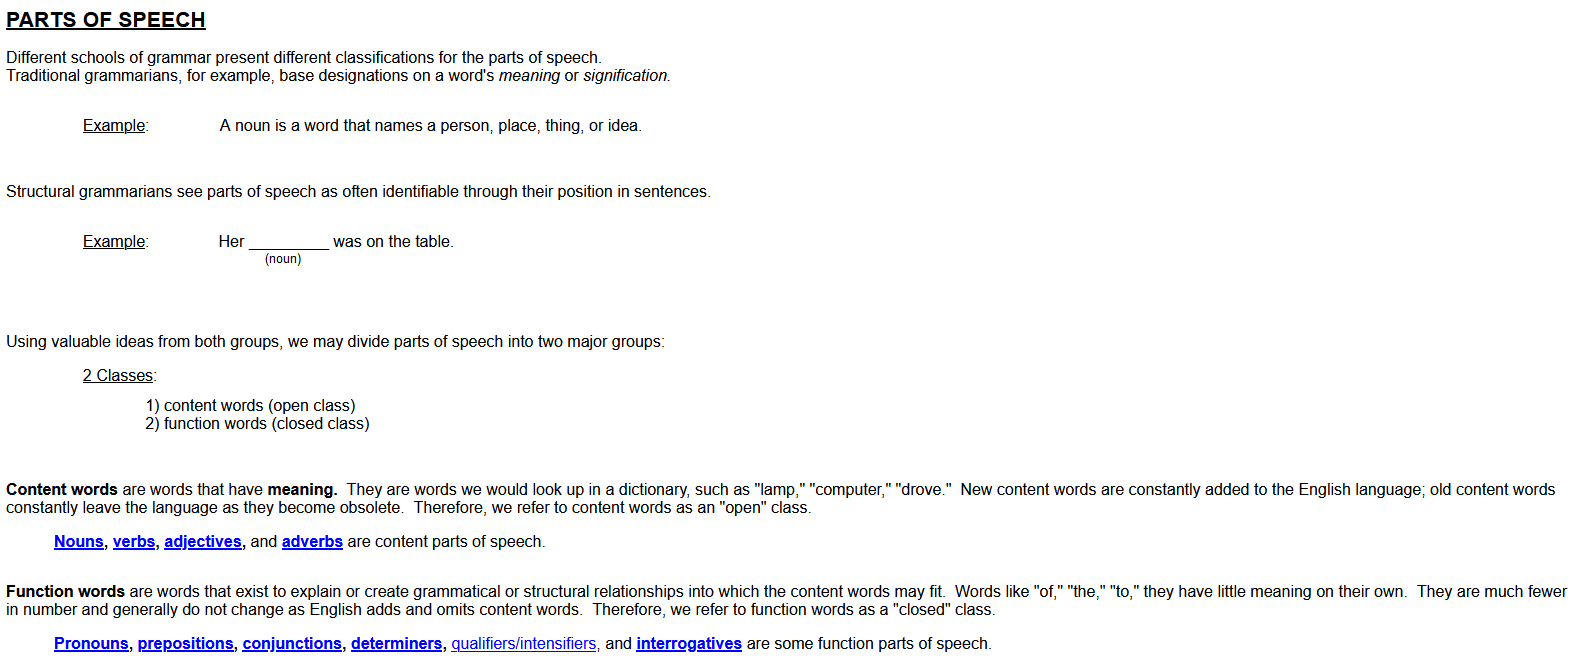 PARTS OF SPEECH
Different schools of grammar present different classifications for the parts of speech.
Traditional grammarians, for example, base designations on a word's meaning or signification.
Example: A noun is a word that names a person, place, thing, or idea.
Structural grammarians see parts of speech as often identifiable through their position in sentences.
Example: Her _________ was on the table.
(noun)
Using valuable ideas from both groups, we may divide parts of speech into two major groups:
2 Classes:
1) content words (open class)
2) function words (closed class)
Content words are words that have meaning.  They are words we would look up in a dictionary, such as "lamp," "computer," "drove."  New content words are constantly added to the English language; old content words
constantly leave the language as they become obsolete.  Therefore, we refer to content words as an "open" class.
Nouns, verbs, adjectives, and adverbs are content parts of speech.
Function words are words that exist to explain or create grammatical or structural relationships into which the content words may fit.  Words like "of," "the," "to," they have little meaning on their own.  They are much fewer
in number and generally do not change as English adds and omits content words.  Therefore, we refer to function words as a "closed" class.
Pronouns, prepositions, conjunctions, determiners, qualifiers/intensifiers, and interrogatives are some function parts of speech.